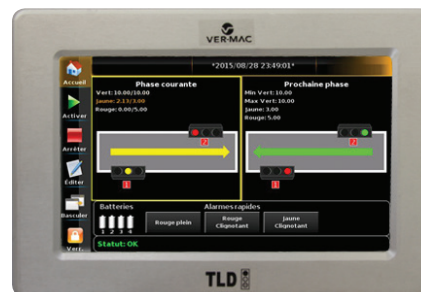 VER-MAC
*2015/08/28 23:49:01*
Accueil
Activer
Arrêter
Éditer
Basculer
Verr...
Phase courante
Vert: 10.00/10.00
Jaune: 2.13/3.00
Rouge: 0.00/5.00
2
1
Prochaine phase
Min Vert: 10.00
Max Vert: 10.00
Jaune: 3.00
Rouge: 5.00
2
1
Batteries
1 2 3 4
Alarmes rapides
Rouge plein
Rouge
Clignotant
Jaune
Clignotant
Statut: OK
TLD